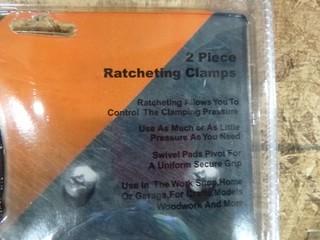 2 Piece
Ratcheting Clamps
Ratcheting Allows You To
Control The Clamping Pressure
Use As Much or As Little
Pressure As You Need
Swivel Pads Pivot For
A Uniform Secure Grip
Use In The Work Shop,Home
Or Garage,For Models
Woodwork And More